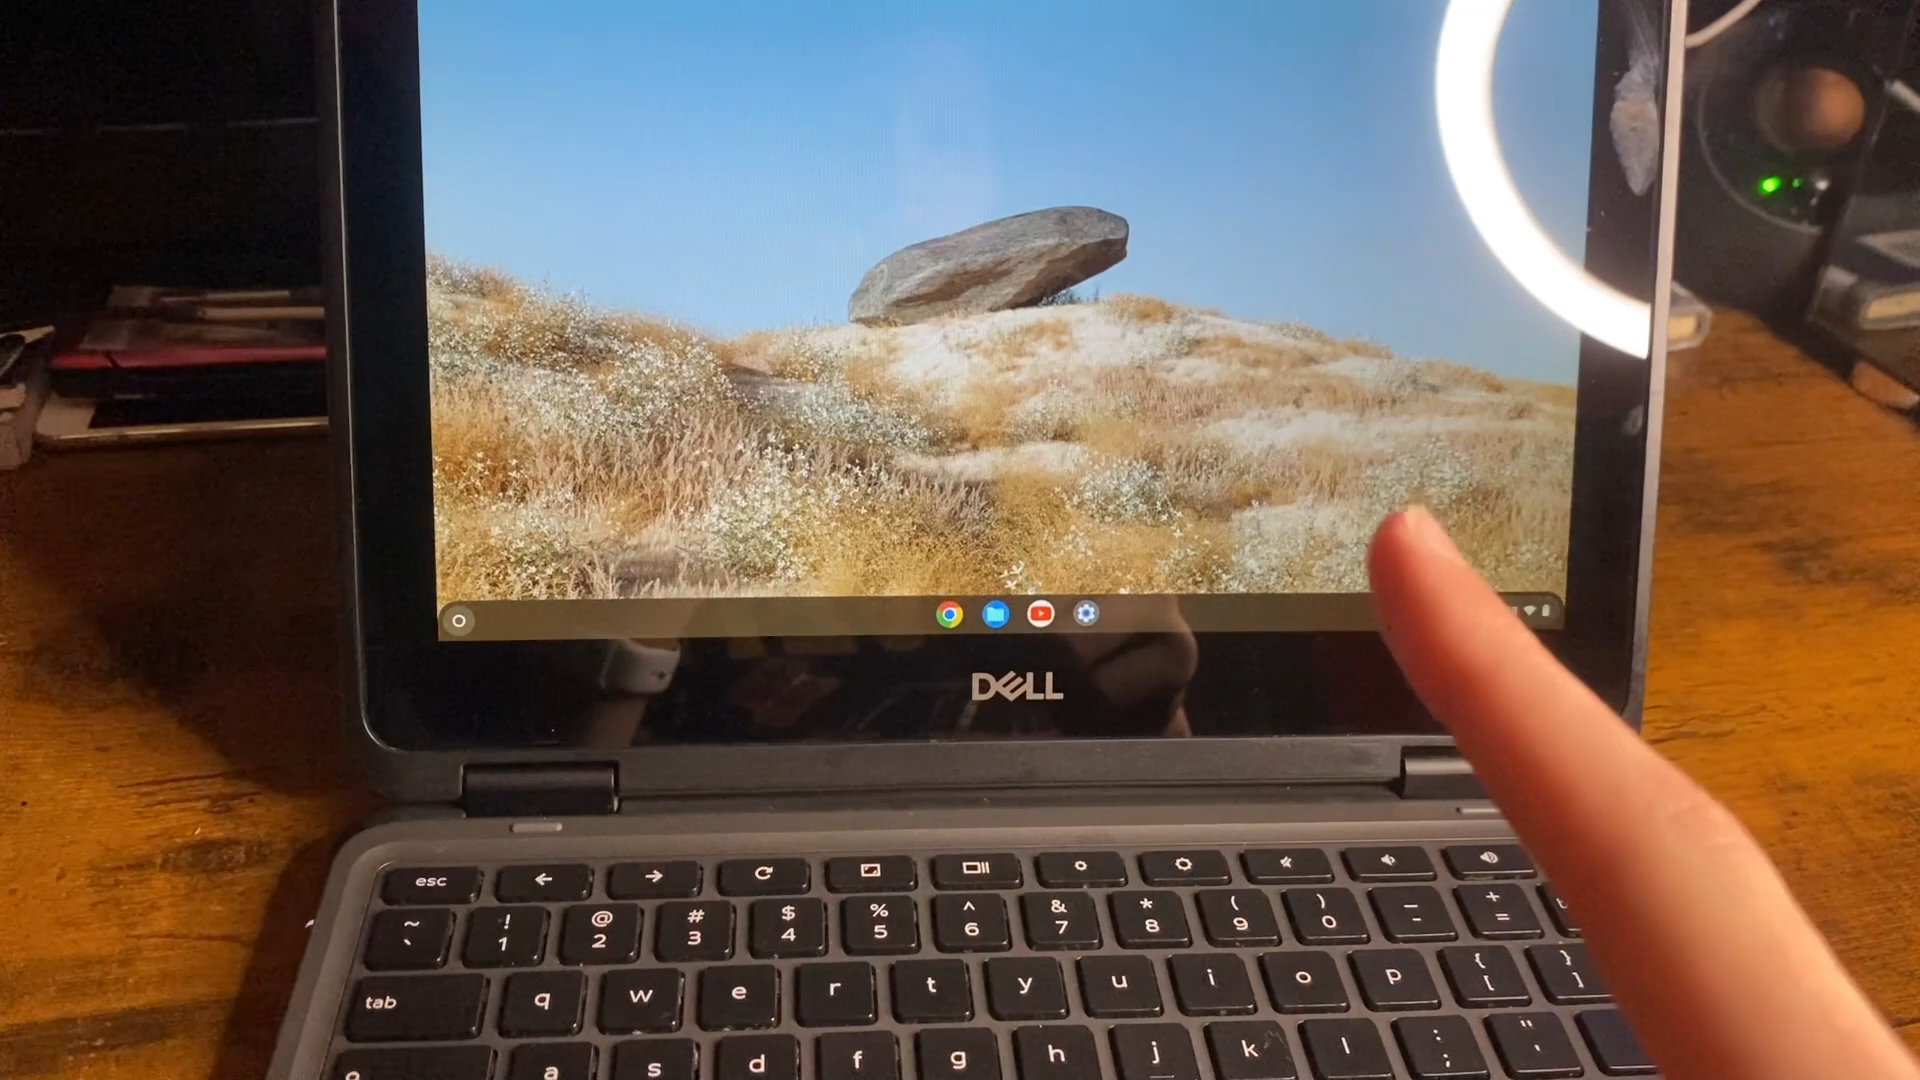 DELL
esc
~ ! @ # $ % ^ & * ( ) _ +
` 1 2 3 4 5 6 7 8 9 0 - =
tab q w e r t y u i o p { [ } ]
a s d f g h j k l : ; " '